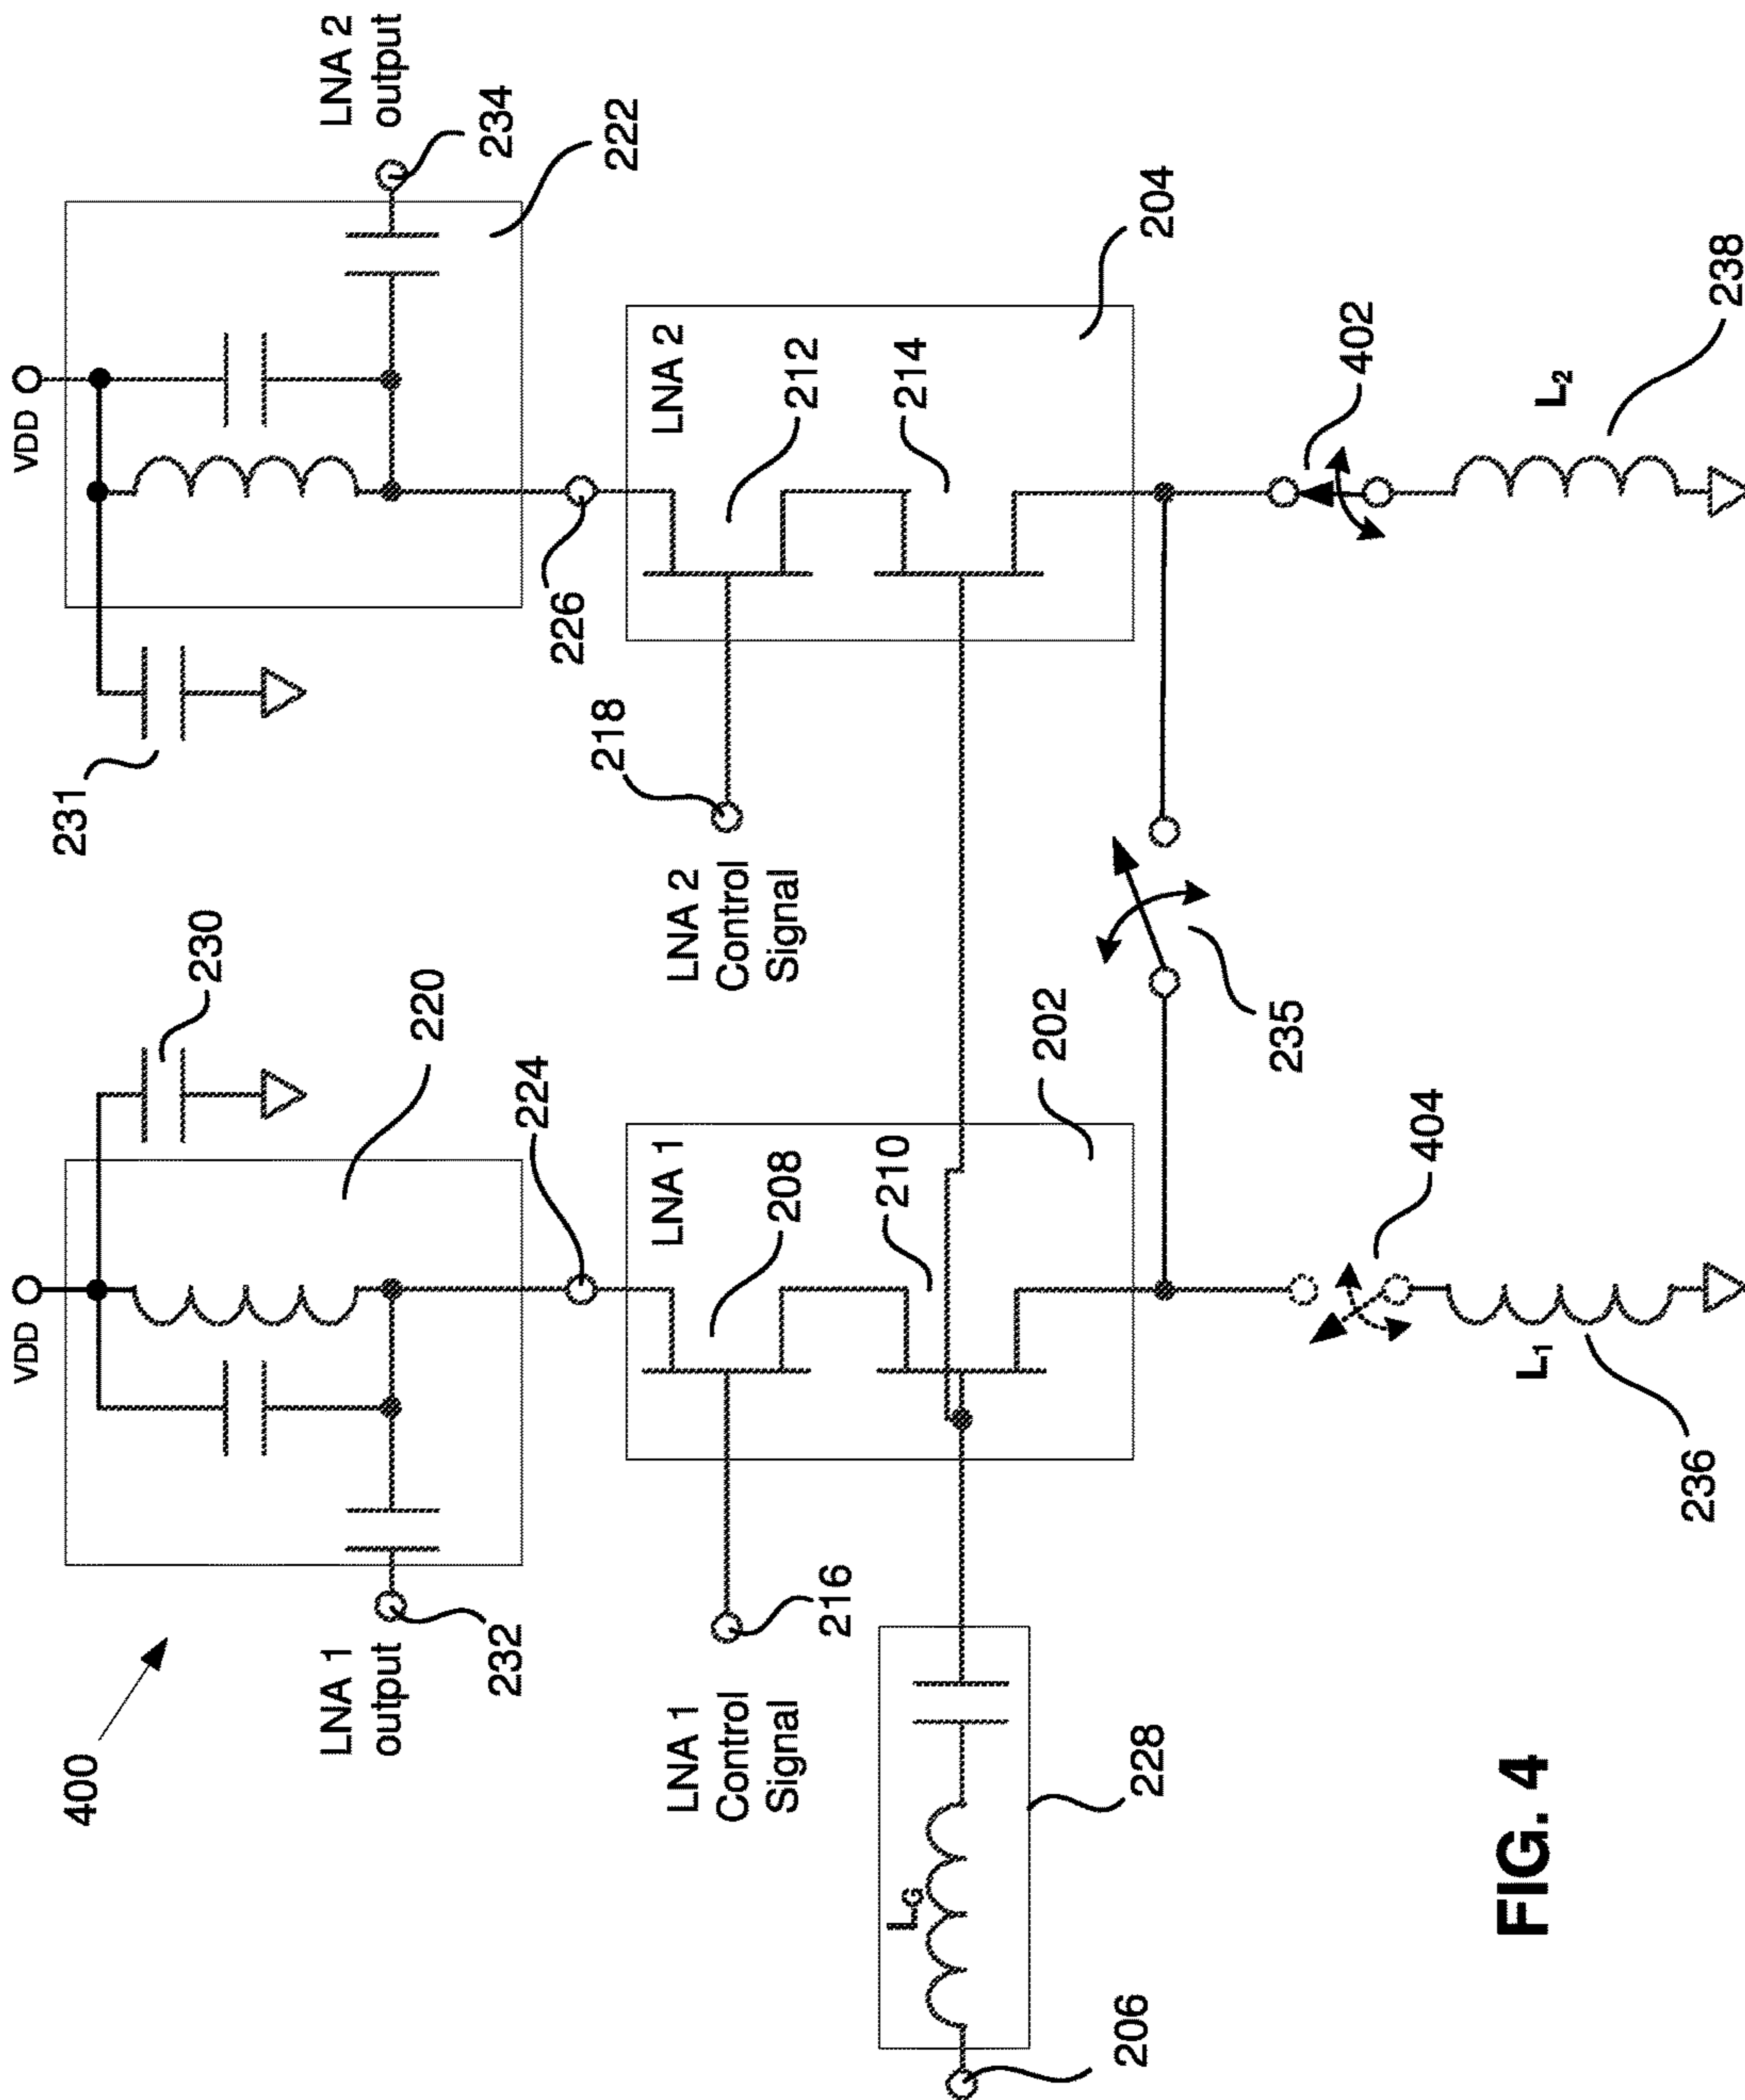 400
VDD
230
220
LNA 1
output
232
224
VDD
231
LNA 2
output
234
222
226
LNA 1
Control
Signal
216
LNA 1
208
210
202
LNA 2
Control
Signal
218
LNA 2
212
214
204
LG
228
206
235
404
L1
236
402
L2
238
FIG. 4